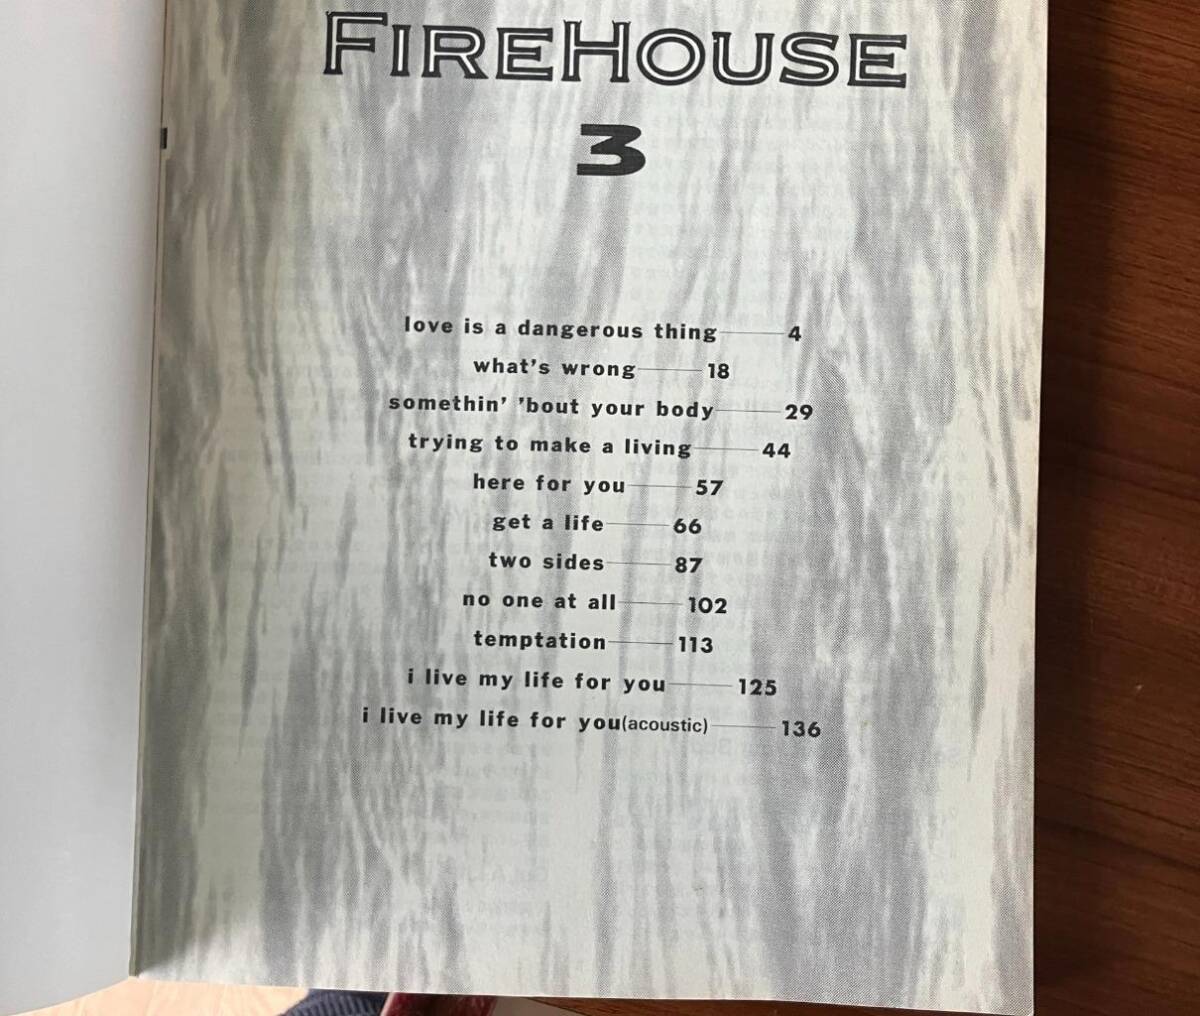 FIREHOUSE
3
love is a dangerous thing 4
what's wrong 18
somethin' 'bout your body 29
trying to make a living 44
here for you 57
get a life 66
two sides 87
no one at all 102
temptation 113
i live my life for you 125
i live my life for you(acoustic) 136